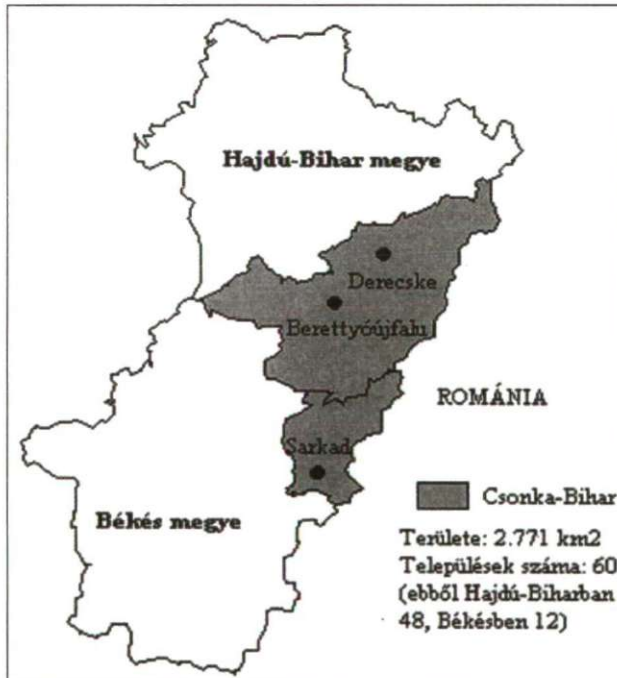 Hajdú-Bihar megye
Derecske
Berettyóújfalu
ROMÁNIA
Sarkad
Csonka-Bihar
Békés megye
Területe: 2.771 km2
Települések száma: 60
(ebből Hajdú-Biharban
48, Békésben 12)